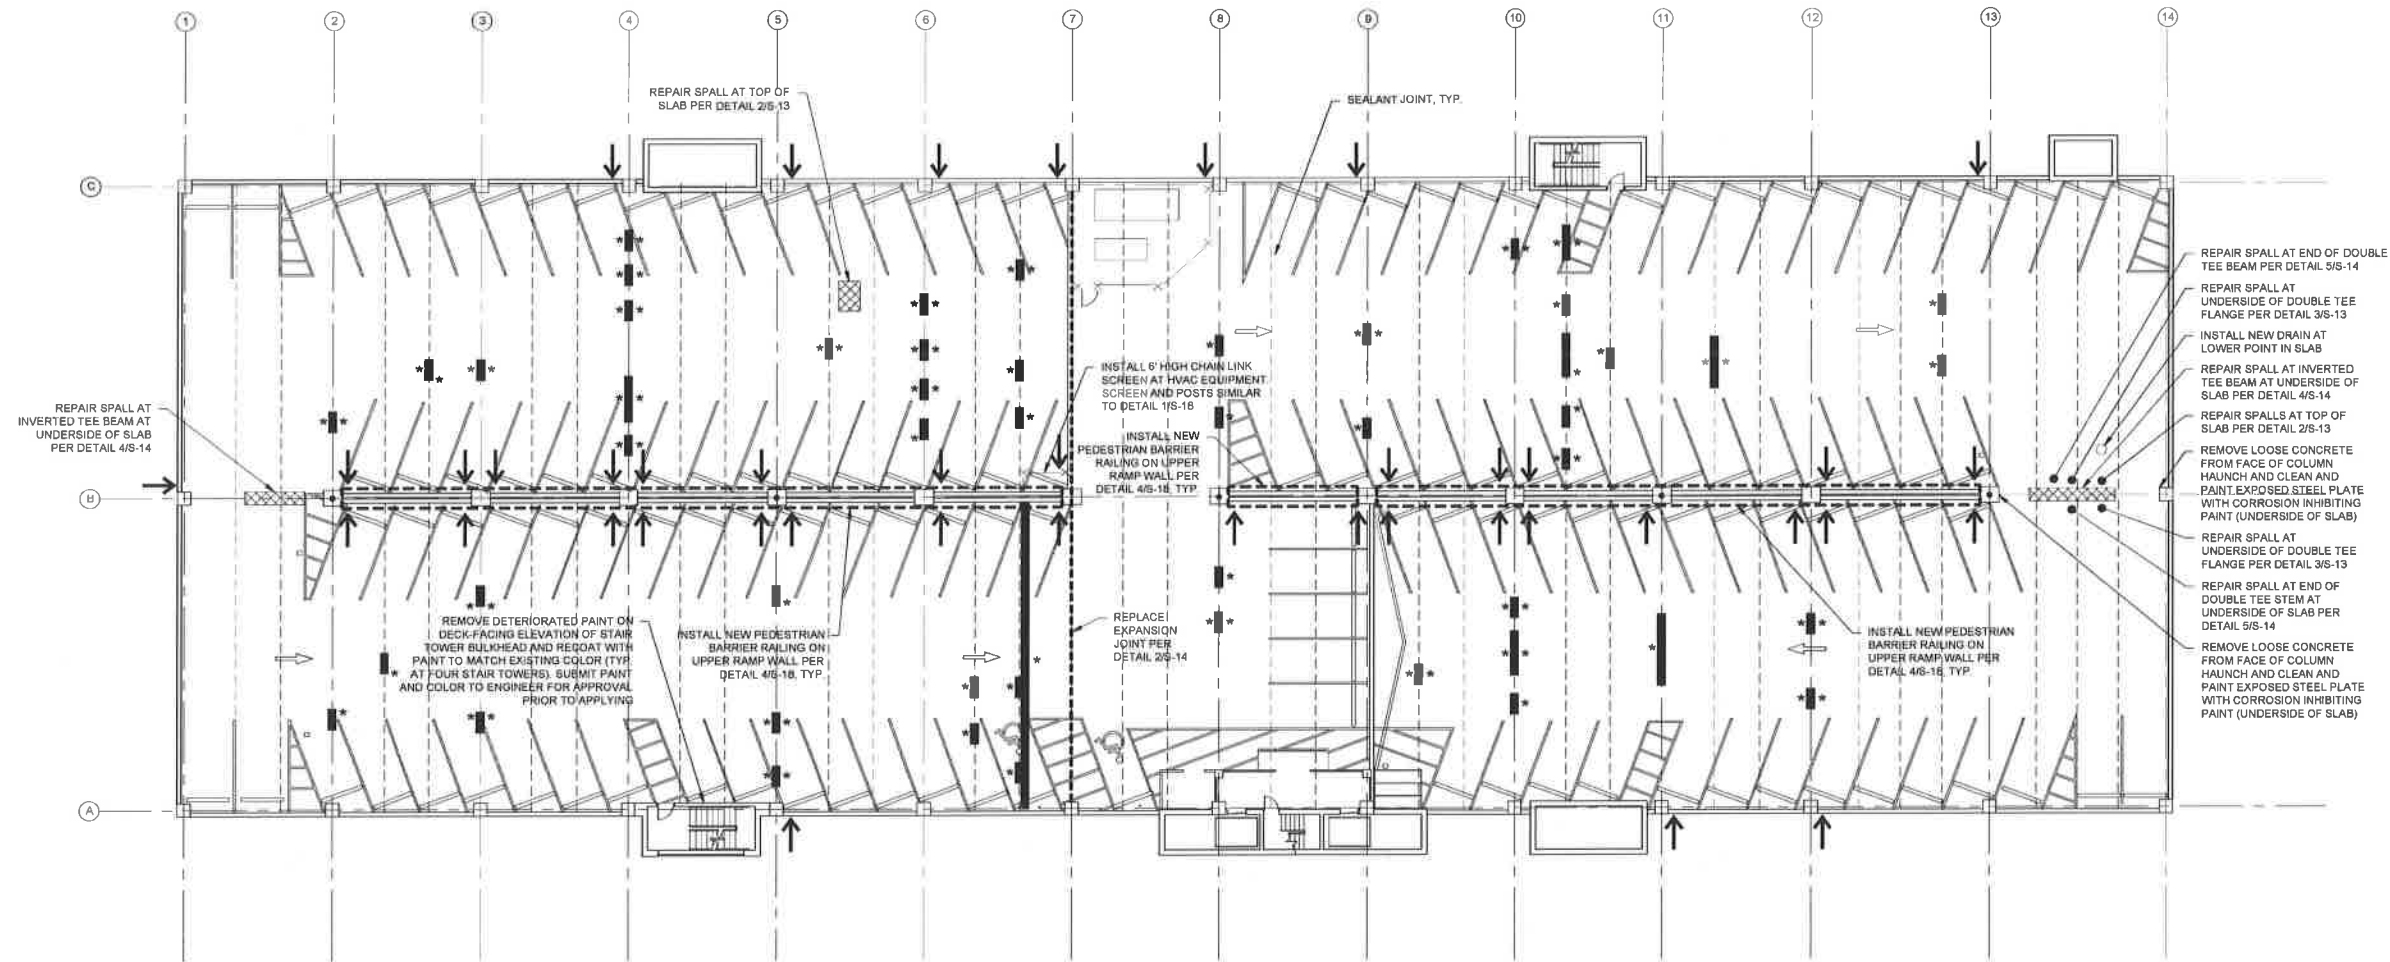 1 2 3 4 5 6 7 8 9 10 11 12 13 14
REPAIR SPALL AT TOP OF
SLAB PER DETAIL 2/S-13
SEALANT JOINT, TYP.
C
B
A
REPAIR SPALL AT
INVERTED TEE BEAM AT
UNDERSIDE OF SLAB
PER DETAIL 4/S-14
INSTALL 6' HIGH CHAIN LINK
SCREEN AT HVAC EQUIPMENT
SCREEN AND POSTS SIMILAR
TO DETAIL 1/S-18
INSTALL NEW
PEDESTRIAN BARRIER
RAILING ON UPPER
RAMP WALL PER
DETAIL 4/S-18, TYP
REMOVE DETERIORATED PAINT ON
DECK-FACING ELEVATION OF STAIR
TOWER BULKHEAD AND RECOAT WITH
PAINT TO MATCH EXISTING COLOR (TYP.
AT FOUR STAIR TOWERS). SUBMIT PAINT
AND COLOR TO ENGINEER FOR APPROVAL
PRIOR TO APPLYING
INSTALL NEW PEDESTRIAN
BARRIER RAILING ON
UPPER RAMP WALL PER
DETAIL 4/S-18, TYP.
REPLACE
EXPANSION
JOINT PER
DETAIL 2/S-14
INSTALL NEW PEDESTRIAN
BARRIER RAILING ON
UPPER RAMP WALL PER
DETAIL 4/S-18, TYP.
REPAIR SPALL AT END OF DOUBLE
TEE BEAM PER DETAIL 5/S-14
REPAIR SPALL AT
UNDERSIDE OF DOUBLE TEE
FLANGE PER DETAIL 3/S-13
INSTALL NEW DRAIN AT
LOWER POINT IN SLAB
REPAIR SPALL AT INVERTED
TEE BEAM AT UNDERSIDE OF
SLAB PER DETAIL 4/S-14
REPAIR SPALLS AT TOP OF
SLAB PER DETAIL 2/S-13
REMOVE LOOSE CONCRETE
FROM FACE OF COLUMN
HAUNCH AND CLEAN AND
PAINT EXPOSED STEEL PLATE
WITH CORROSION INHIBITING
PAINT (UNDERSIDE OF SLAB)
REPAIR SPALL AT
UNDERSIDE OF DOUBLE TEE
FLANGE PER DETAIL 3/S-13
REPAIR SPALL AT END OF
DOUBLE TEE STEM AT
UNDERSIDE OF SLAB PER
DETAIL 5/S-14
REMOVE LOOSE CONCRETE
FROM FACE OF COLUMN
HAUNCH AND CLEAN AND
PAINT EXPOSED STEEL PLATE
WITH CORROSION INHIBITING
PAINT (UNDERSIDE OF SLAB)